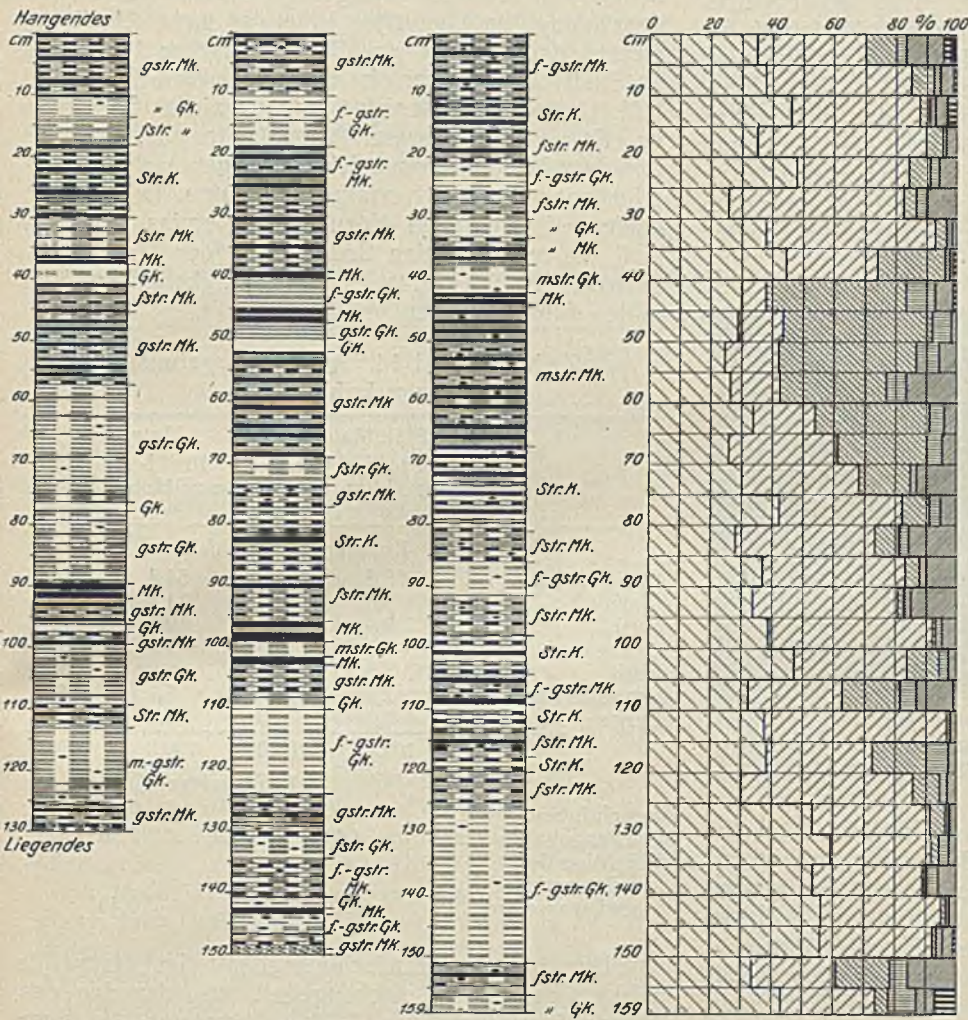 Hangendes
cm
gstr. Mk.
10.
„ Gk.
fstr. „
20.
Str. K.
30.
fstr. Mk.
Mk.
40.
Gk.
fstr. Mk.
50.
gstr. Mk.
60.
gstr. Gk.
70.
Gk.
80.
gstr. Gk.
90.
Mk.
gstr. Mk.
Gk.
100.
gstr. Mk
gstr. Gk.
110.
Str. Mk.
120.
m.-gstr.
Gk.
gstr. Mk.
130.
Liegendes
cm
gstr. Mk.
10.
f.-gstr.
Gk.
20.
f.-gstr.
Mk.
30.
gstr. Mk.
40.
Mk.
f-gstr. Gk.
Mk.
gstr. Gk.
50.
Gk.
60.
gstr. Mk
70.
fstr. Gk.
gstr. Mk.
80.
Str. K.
90.
fstr. Mk.
Mk.
100.
mstr. Gk.
Mk.
gstr. Mk.
110.
Gk.
f.-gstr.
Gk.
120.
gstr. Mk.
130.
fstr. Gk.
f.-gstr.
Mk.
140.
Gk.
Mk.
f-gstr. Gk.
150.
gstr. Mk.
cm
f.-gstr. Mk.
10.
Str. K.
fstr. Mk.
20.
f.-gstr. Gk.
fstr. Mk.
30.
„ Gk.
„ Mk.
40.
mstr. Gk.
Mk.
50.
mstr. Mk.
60.
70.
Str. K.
80.
fstr. Mk.
90.
f-gstr. Gk.
fstr. Mk.
100.
Str. K.
f.-gstr. Mk.
110.
Str. K.
fstr. Mk.
Str. K.
120.
fstr. Mk.
130.
140.
f-gstr. Gk.
150.
fstr. Mk.
159
„ Gk.
0 20 40 60 80 % 100
cm
10
20
30
40
50
60
70
80
90
100
110
120
130
140
150
159